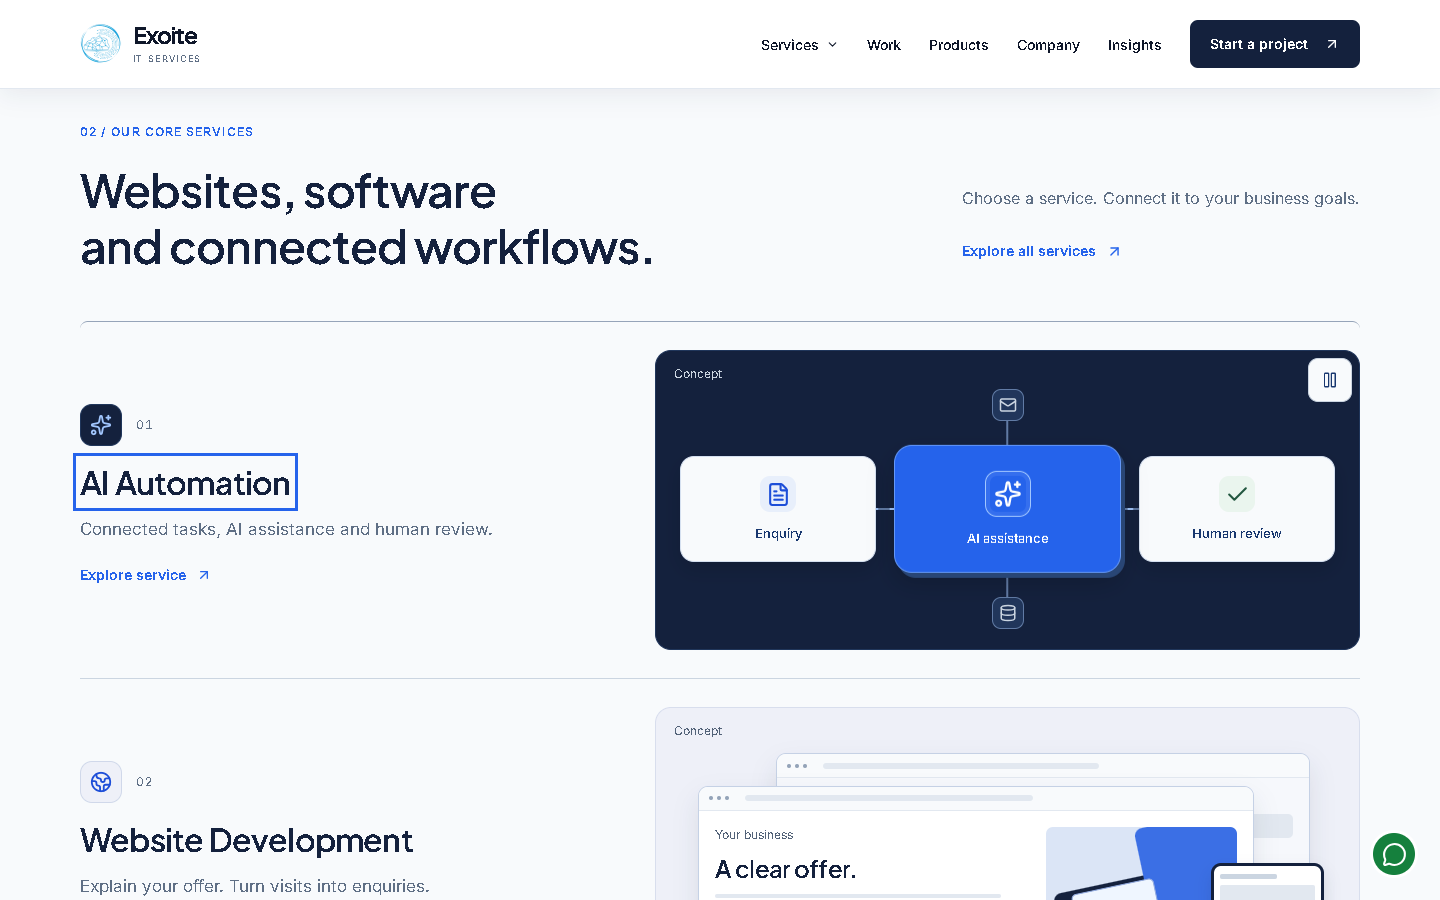 Exoite
IT SERVICES
Services
Work
Products
Company
Insights
Start a project
02 / OUR CORE SERVICES
Websites, software
and connected workflows.
Choose a service. Connect it to your business goals.
Explore all services
01
AI Automation
Connected tasks, AI assistance and human review.
Explore service
Concept
Enquiry
AI assistance
Human review
02
Website Development
Explain your offer. Turn visits into enquiries.
Concept
Your business
A clear offer.